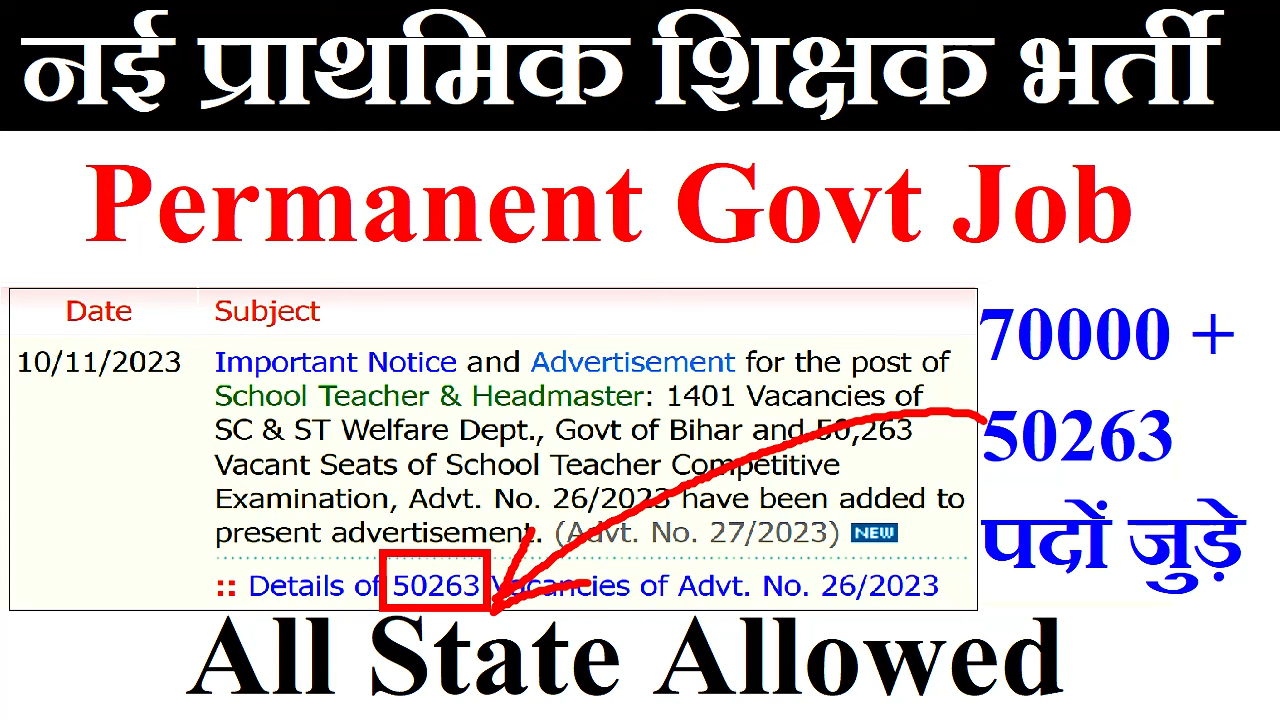 नई प्राथमिक शिक्षक भर्ती
Permanent Govt Job
Date Subject
10/11/2023 Important Notice and Advertisement for the post of
School Teacher & Headmaster: 1401 Vacancies of
SC & ST Welfare Dept., Govt of Bihar and 50,263
Vacant Seats of School Teacher Competitive
Examination, Advt. No. 26/2023 have been added to
present advertisement. (Advt. No. 27/2023) NEW
:: Details of 50263 Vacancies of Advt. No. 26/2023
70000 +
50263
पदों जुड़े
All State Allowed